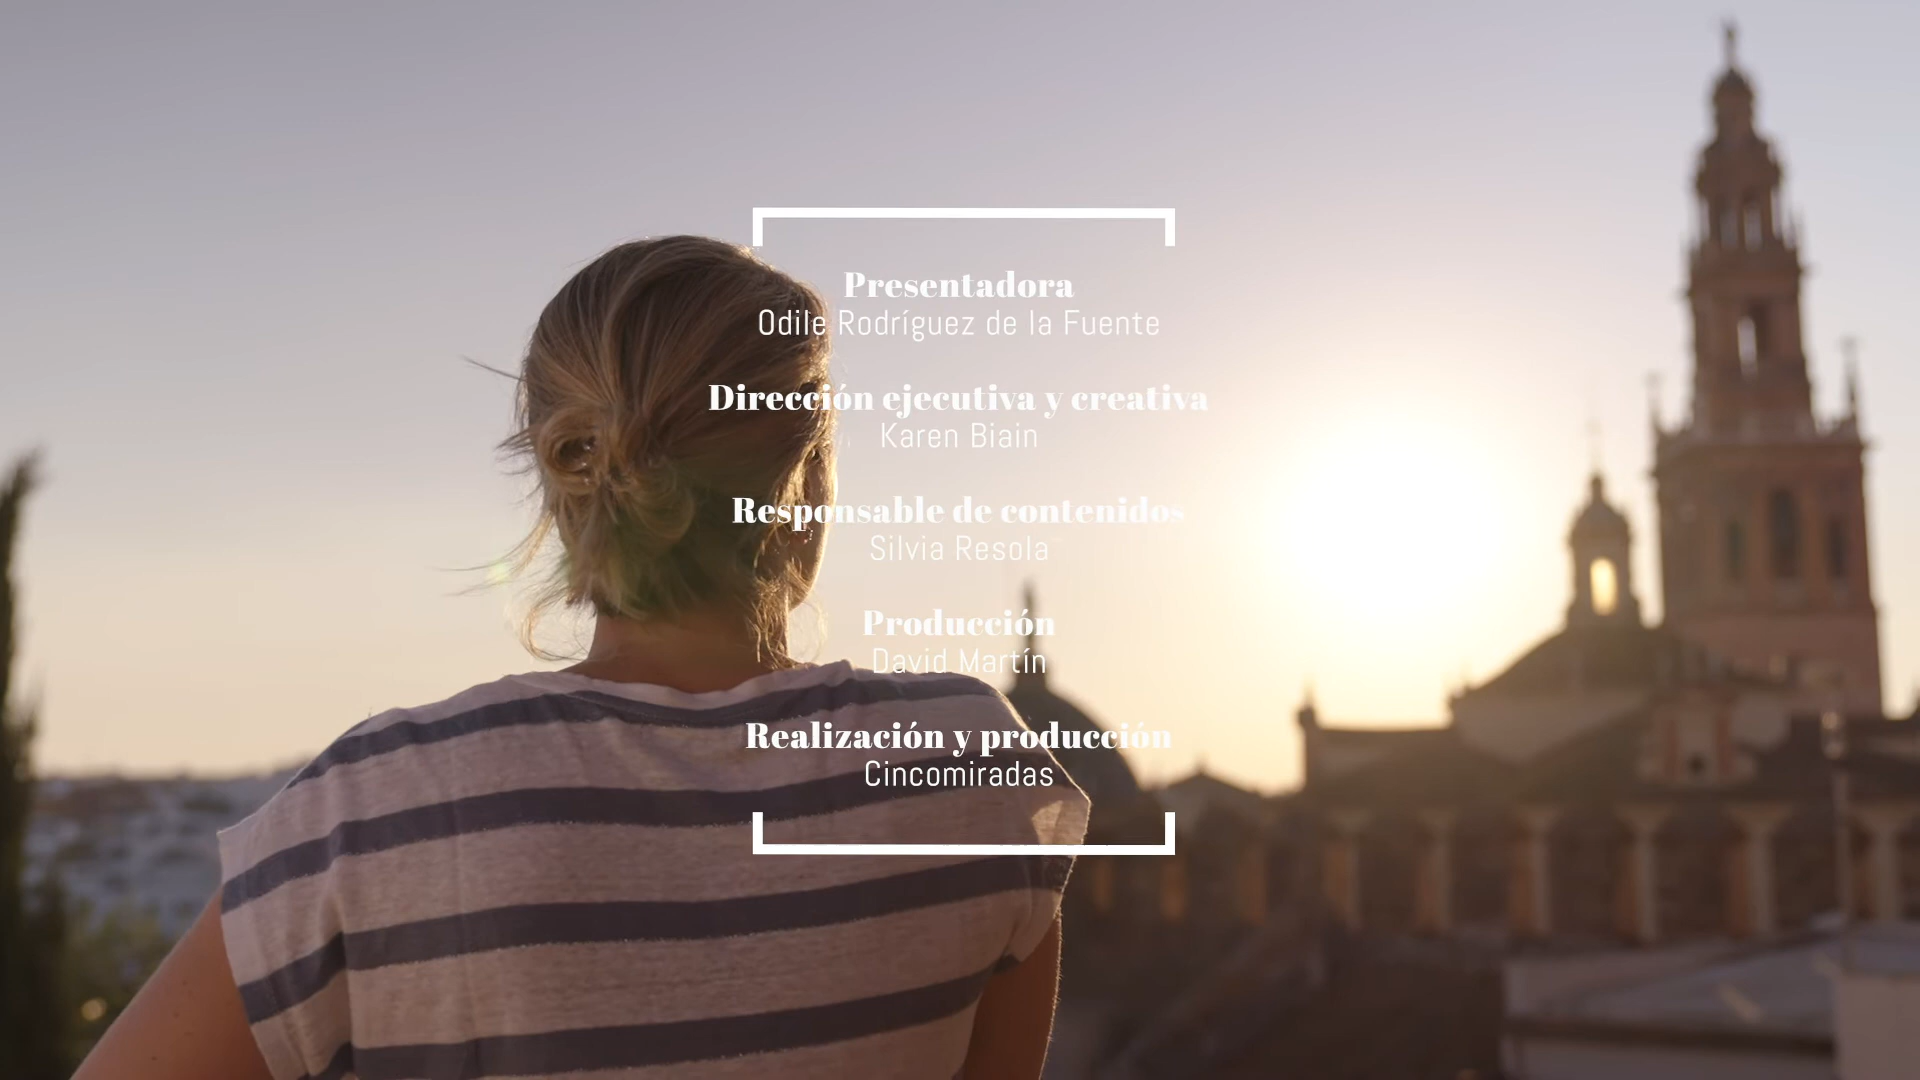 Presentadora
Odile Rodríguez de la Fuente
Dirección ejecutiva y creativa
Karen Biain
Responsable de contenidos
Silvia Resola
Producción
David Martín
Realización y producción
Cincomiradas